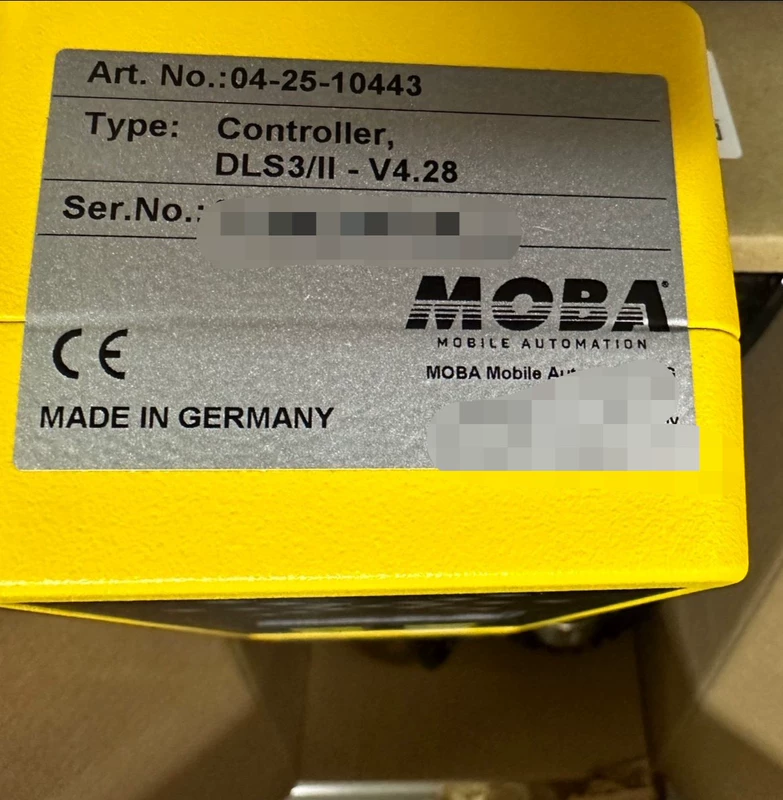 Art. No.:04-25-10443
Type: Controller,
DLS3/II - V4.28
Ser.No.:
MOBA®
MOBILE AUTOMATION
CE
MOBA Mobile
MADE IN GERMANY